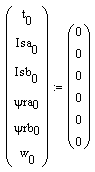 t₀ 0
Isa₀ 0
Isb₀ 0
:=
ψra₀ 0
ψrb₀ 0
w₀ 0